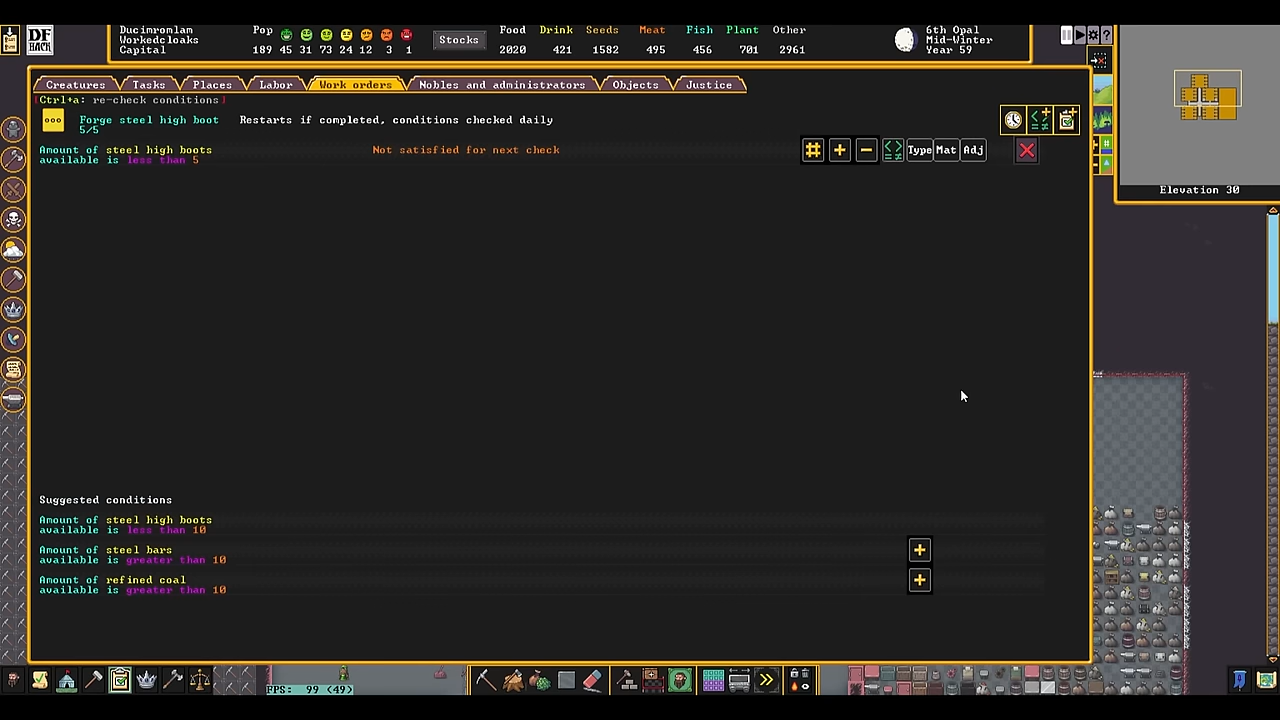 DF
HACK
Ducimromlam
Workedcloaks
Capital
Pop
189 45 31 73 24 12 3 1
Stocks
Food Drink Seeds Meat Fish Plant Other
2020 421 1582 495 456 701 2961
6th Opal
Mid-Winter
Year 59
Creatures Tasks Places Labor Work orders Nobles and administrators Objects Justice
[Ctrl+a: re-check conditions]
Forge steel high boot Restarts if completed, conditions checked daily
5/5
Amount of steel high boots Not satisfied for next check
available is less than 5
Type Mat Adj
Elevation 30
Suggested conditions
Amount of steel high boots
available is less than 10
Amount of steel bars
available is greater than 10
Amount of refined coal
available is greater than 10
FPS: 99 (49)